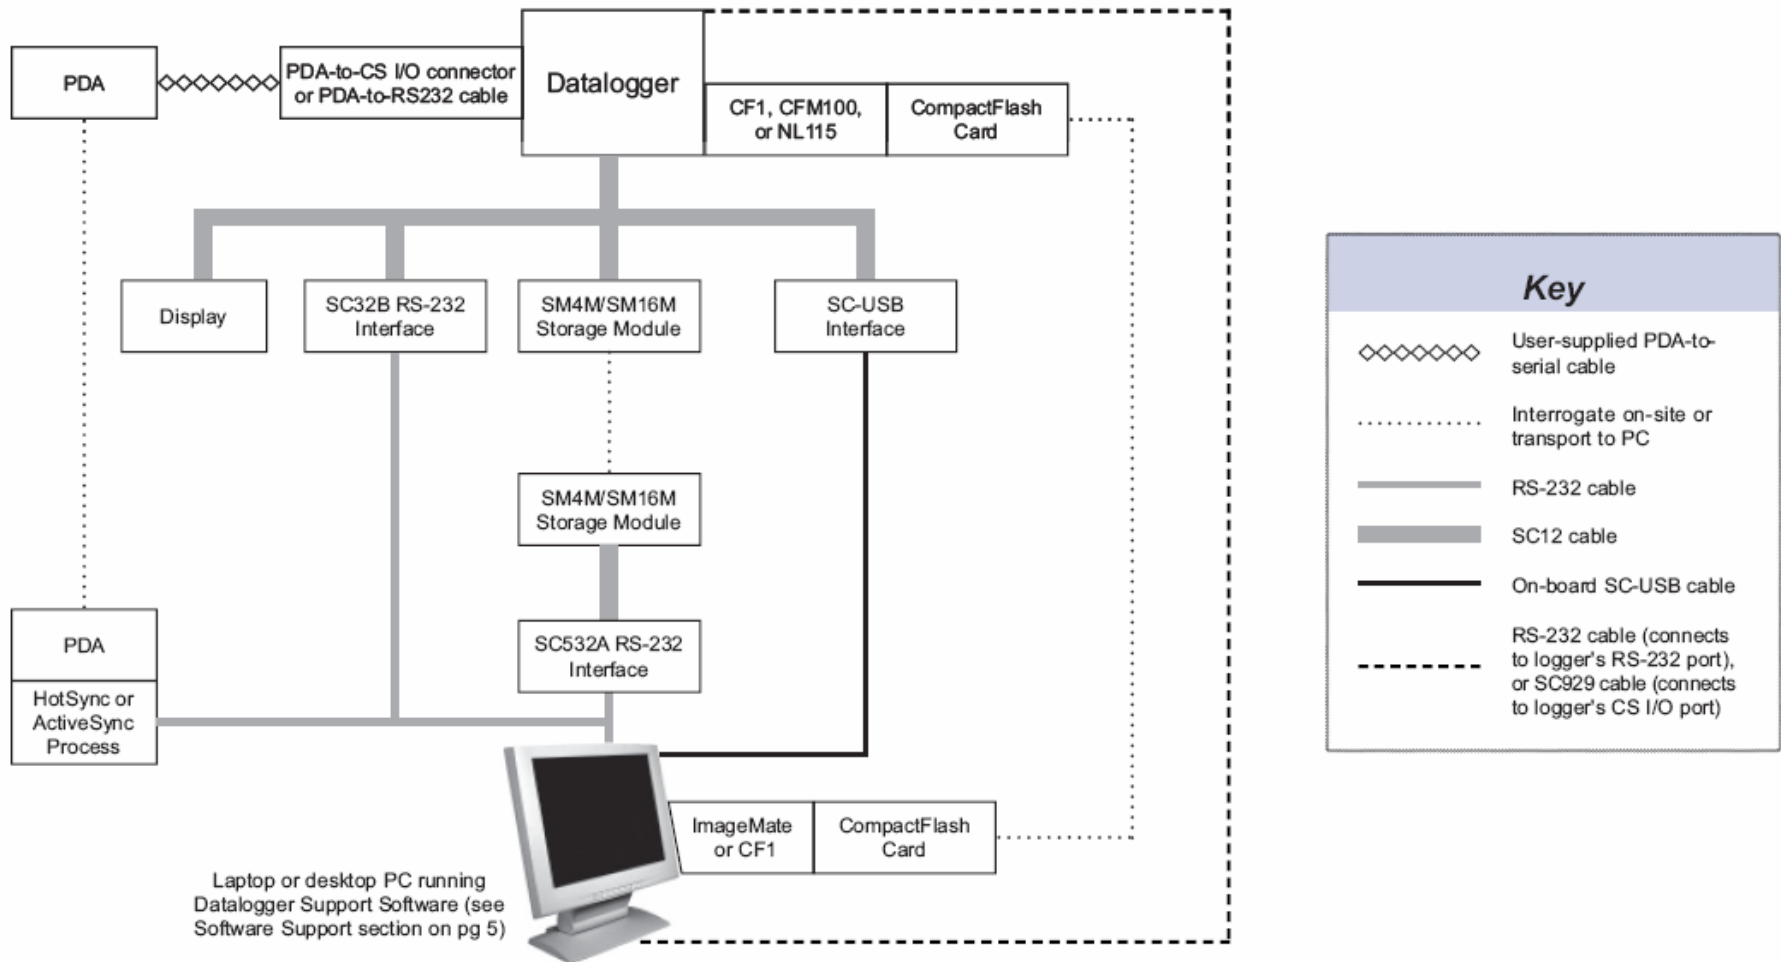 PDA
PDA-to-CS I/O connector
or PDA-to-RS232 cable
Datalogger
CF1, CFM100,
or NL115
CompactFlash
Card
Display
SC32B RS-232
Interface
SM4M/SM16M
Storage Module
SC-USB
Interface
SM4M/SM16M
Storage Module
SC532A RS-232
Interface
PDA
HotSync or
ActiveSync
Process
ImageMate
or CF1
CompactFlash
Card
Laptop or desktop PC running
Datalogger Support Software (see
Software Support section on pg 5)
Key
User-supplied PDA-to-
serial cable
Interrogate on-site or
transport to PC
RS-232 cable
SC12 cable
On-board SC-USB cable
RS-232 cable (connects
to logger's RS-232 port),
or SC929 cable (connects
to logger's CS I/O port)